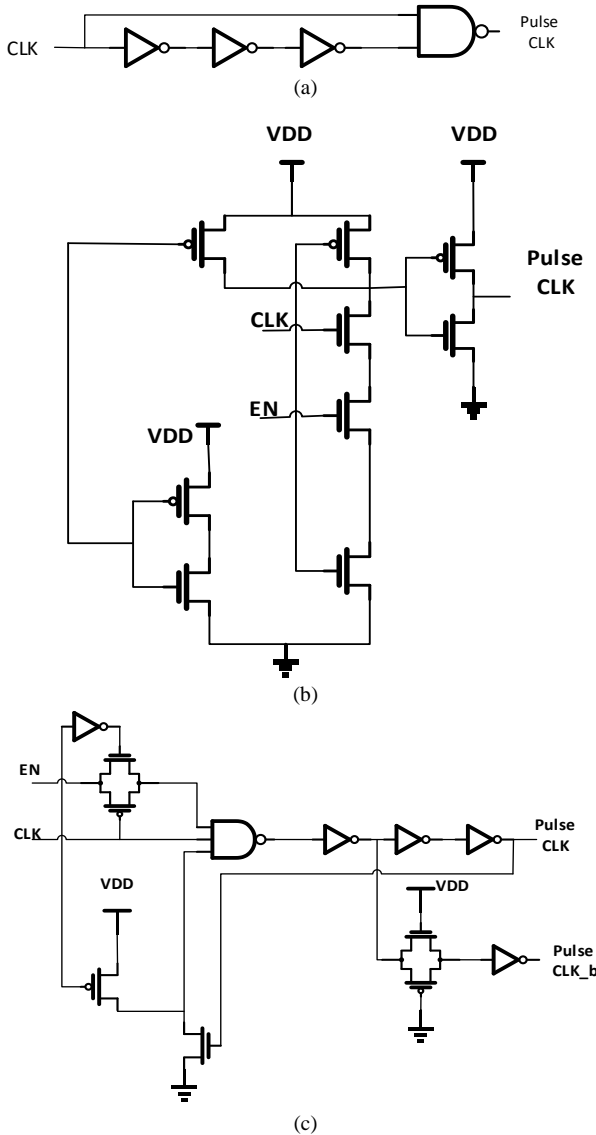 CLK
Pulse
CLK
(a)
VDD
VDD
Pulse
CLK
CLK
EN
VDD
(b)
EN
CLK
VDD
Pulse
CLK
VDD
Pulse
CLK_b
(c)